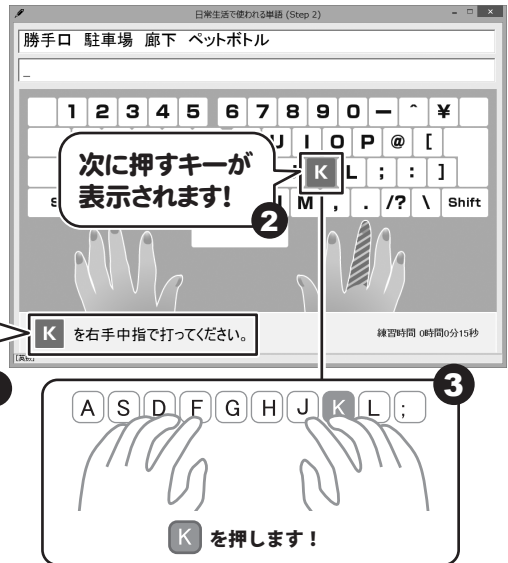 日常生活で使われる単語 (Step 2)
勝手口 駐車場 廊下 ペットボトル
_
1 2 3 4 5 6 7 8 9 0 ー ^ ¥
U I O P @ [
次に押すキーが
表示されます!
K L ; : ]
2
M , . /? \ Shift
K を右手中指で打ってください。
練習時間 0時間0分15秒
3
A S D F G H J K L ;
K を押します!